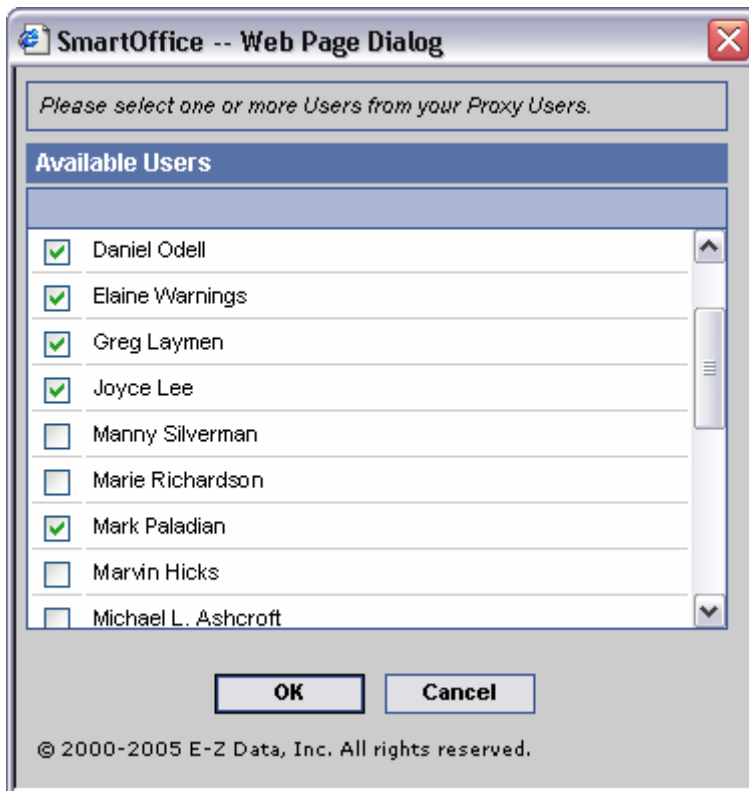 SmartOffice -- Web Page Dialog
Please select one or more Users from your Proxy Users.
Available Users
Daniel Odell
Elaine Warnings
Greg Laymen
Joyce Lee
Manny Silverman
Marie Richardson
Mark Paladian
Marvin Hicks
Michael L. Ashcroft
OK Cancel
© 2000-2005 E-Z Data, Inc. All rights reserved.